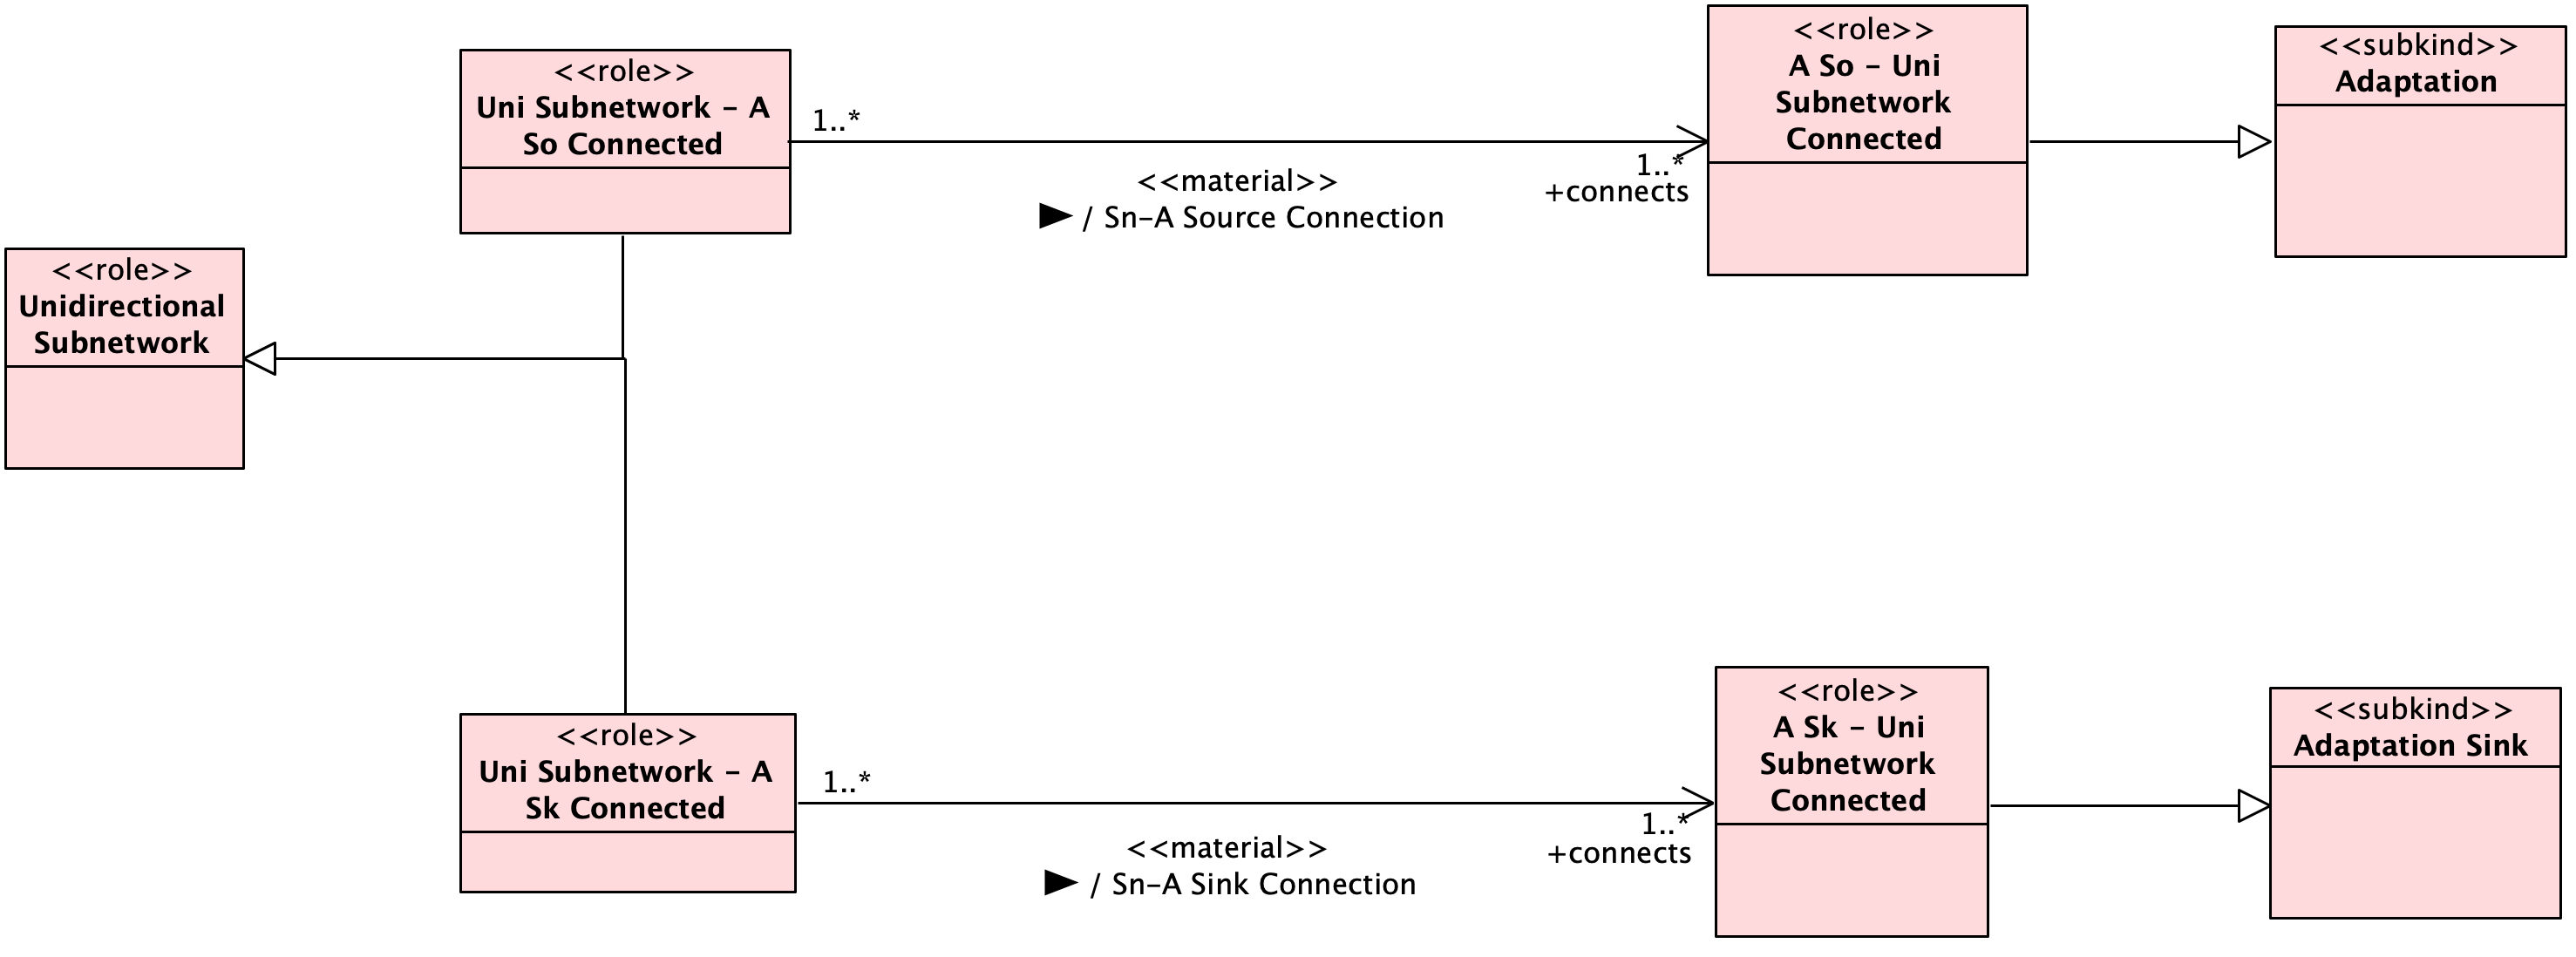 <<role>>
Uni Subnetwork – A
So Connected
1..*
<<material>>
▶ / Sn–A Source Connection
1..*
+connects
<<role>>
A So – Uni
Subnetwork
Connected
<<subkind>>
Adaptation
<<role>>
Unidirectional
Subnetwork
<<role>>
Uni Subnetwork – A
Sk Connected
1..*
<<material>>
▶ / Sn–A Sink Connection
1..*
+connects
<<role>>
A Sk – Uni
Subnetwork
Connected
<<subkind>>
Adaptation Sink